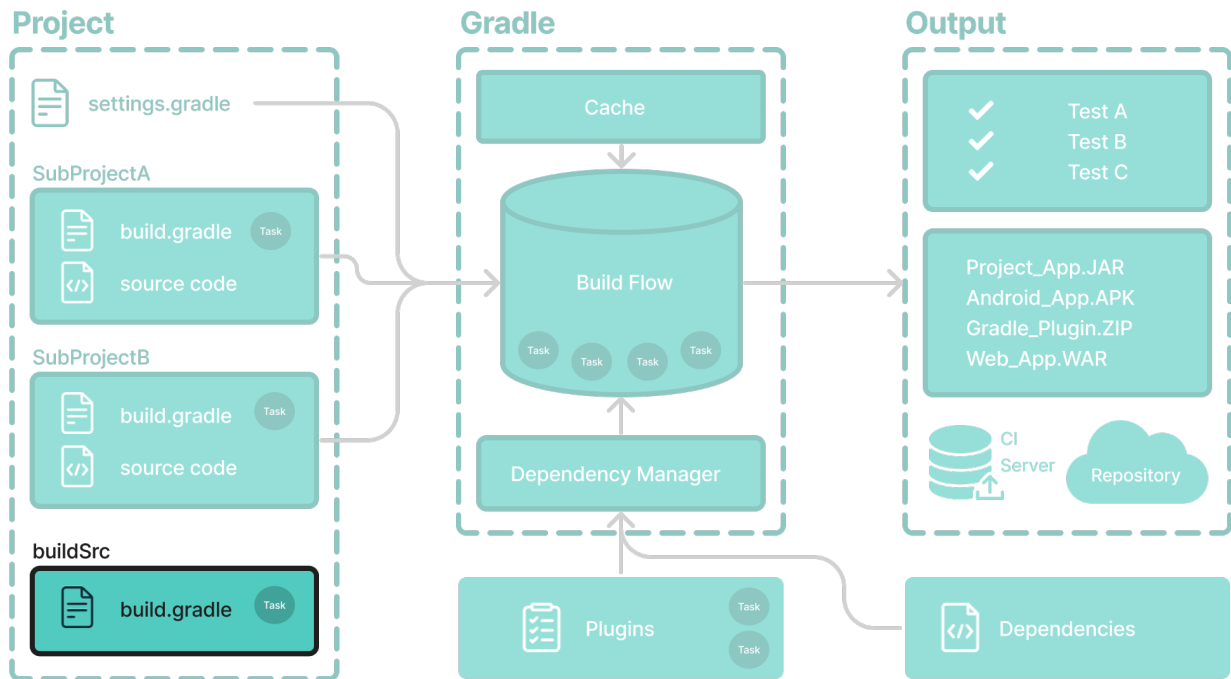 Project
settings.gradle
SubProjectA
build.gradle
Task
source code
SubProjectB
build.gradle
Task
source code
buildSrc
build.gradle
Task
Gradle
Cache
Build Flow
Task
Task
Task
Task
Dependency Manager
Plugins
Task
Task
Output
Test A
Test B
Test C
Project_App.JAR
Android_App.APK
Gradle_Plugin.ZIP
Web_App.WAR
CI
Server
Repository
Dependencies